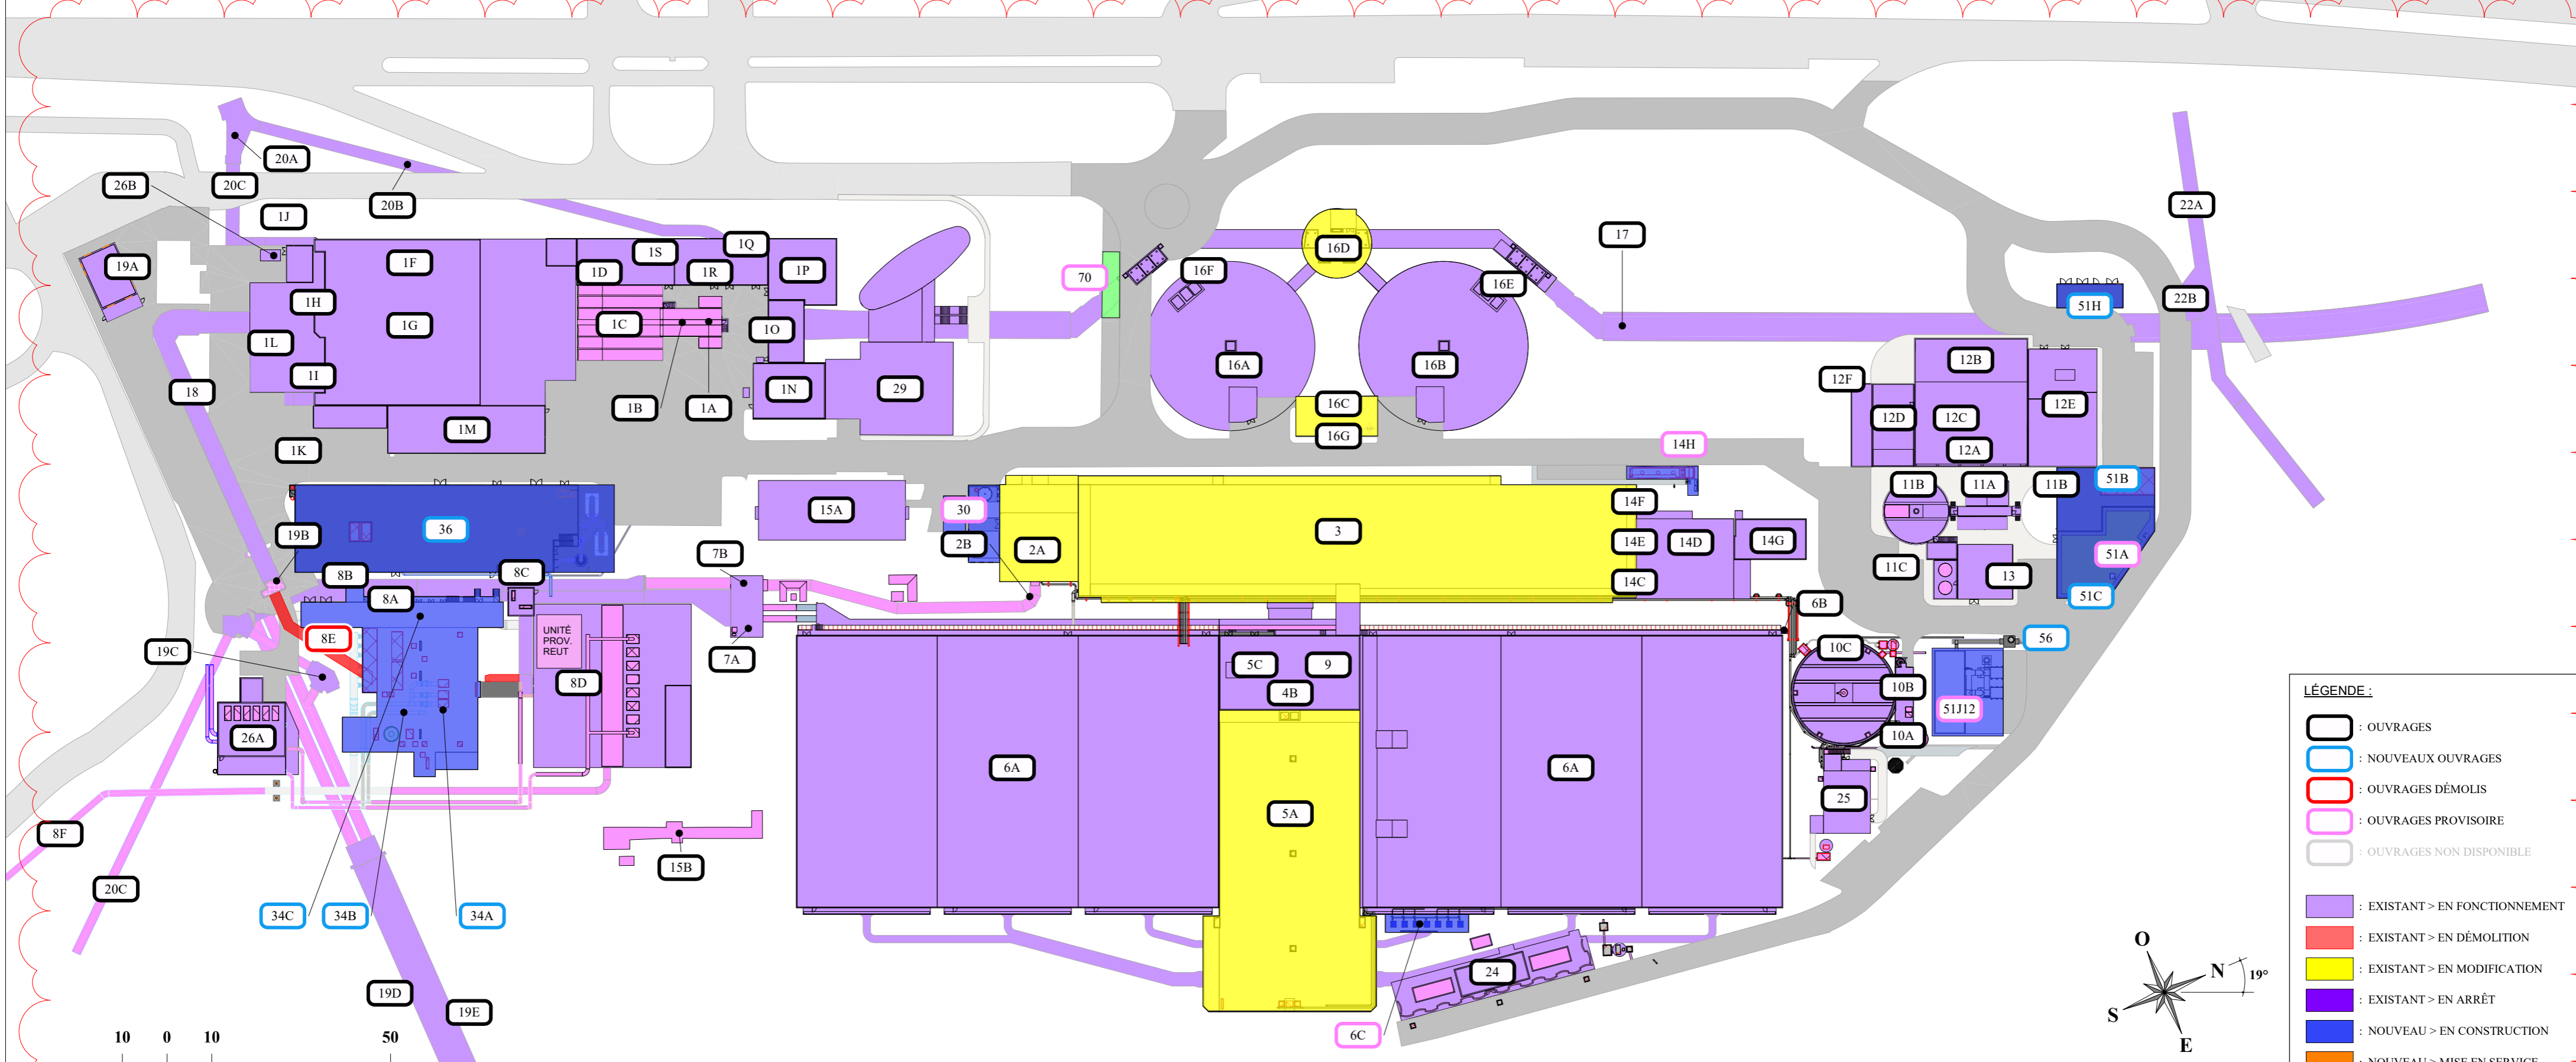 20A
26B
20C
20B
1J
22A
17
1S
1Q
16D
19A
1F
1D
1R
1P
16F
70
16E
22B
1H
51H
1G
1C
1O
1L
12B
1I
16A
16B
12F
18
29
1N
1B
1A
16C
12D
12C
12E
1M
16G
14H
1K
12A
51B
11B
11A
11B
15A
30
14F
36
3
19B
2B
2A
14E
14D
14G
51A
7B
8B
8C
11C
13
14C
8A
51C
6B
8E
UNITÉ
PROV.
REUT
56
19C
7A
5C
9
10C
8D
4B
10B
51J12
26A
10A
6A
6A
25
5A
8F
15B
20C
34C
34B
34A
24
19D
19E
6C
10
0
10
50
O
N
19°
S
E
LÉGENDE :
: OUVRAGES
: NOUVEAUX OUVRAGES
: OUVRAGES DÉMOLIS
: OUVRAGES PROVISOIRE
: OUVRAGES NON DISPONIBLE
: EXISTANT > EN FONCTIONNEMENT
: EXISTANT > EN DÉMOLITION
: EXISTANT > EN MODIFICATION
: EXISTANT > EN ARRÊT
: NOUVEAU > EN CONSTRUCTION
: NOUVEAU > MISE EN SERVICE